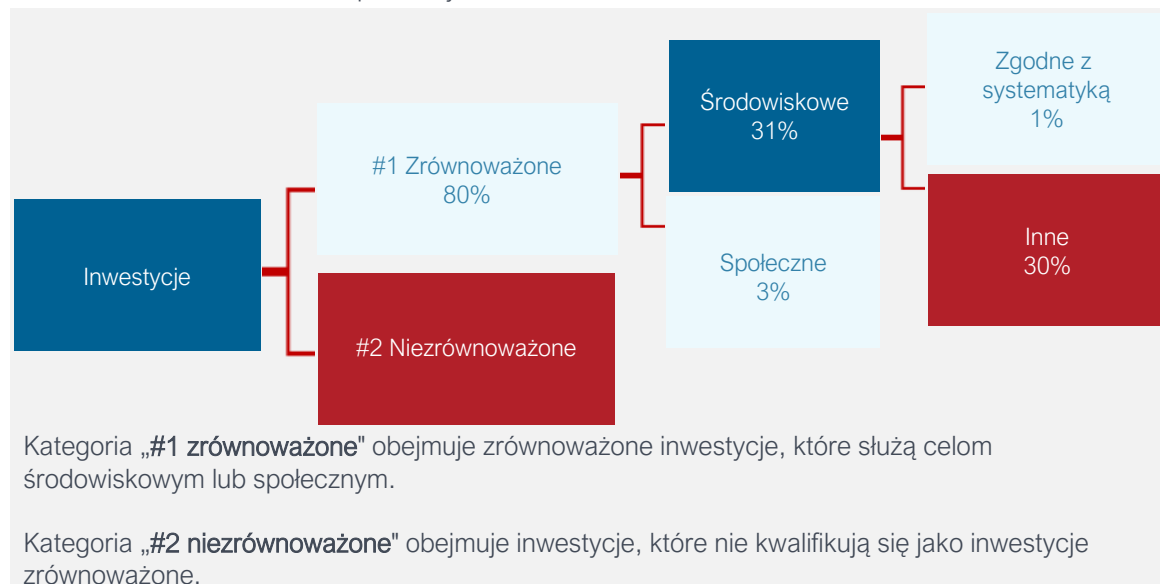 Inwestycje
#1 Zrównoważone
80%
#2 Niezrównoważone
Środowiskowe
31%
Społeczne
3%
Zgodne z
systematyką
1%
Inne
30%
Kategoria „#1 zrównoważone" obejmuje zrównoważone inwestycje, które służą celom
środowiskowym lub społecznym.
Kategoria „#2 niezrównoważone" obejmuje inwestycje, które nie kwalifikują się jako inwestycje
zrównoważone.